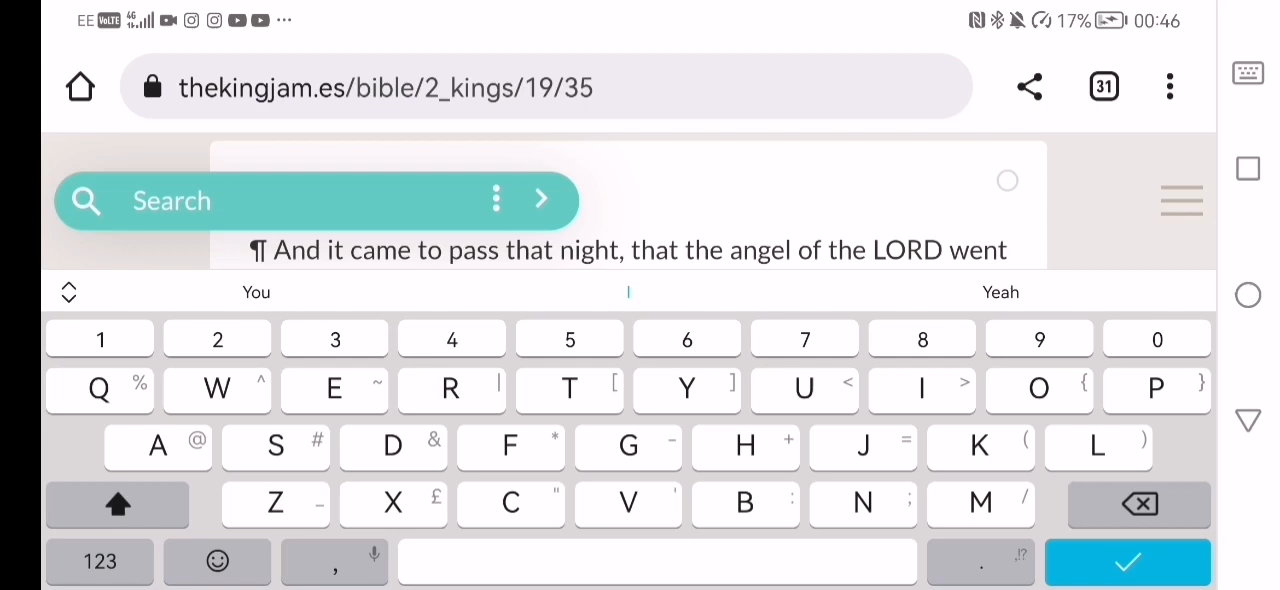 EE VoLTE 4G 17% 00:46
thekingjam.es/bible/2_kings/19/35 31
Search
¶ And it came to pass that night, that the angel of the LORD went
You I Yeah
1 2 3 4 5 6 7 8 9 0
Q % W ^ E ~ R | T [ Y ] U < I > O { P }
A @ S # D & F * G - H + J = K ( L )
Z _ X £ C " V ' B : N ; M /
123 , . ,!?